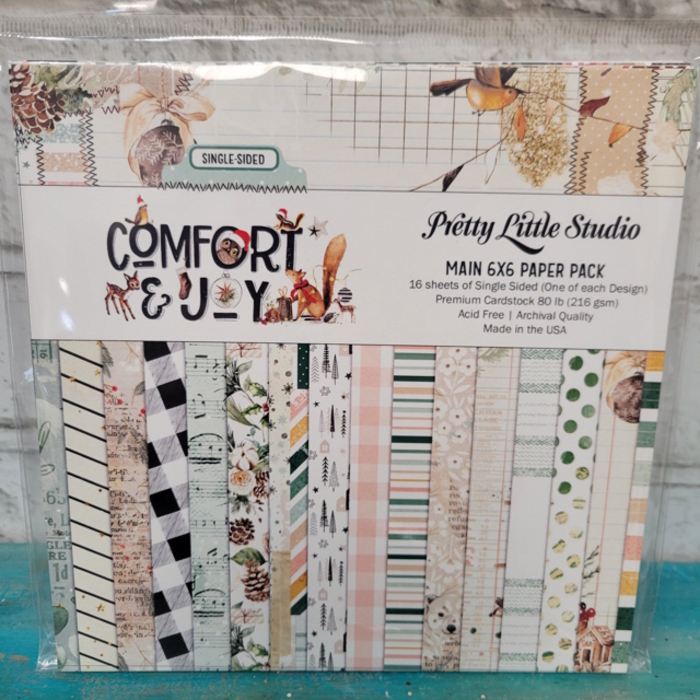 SINGLE-SIDED
COMFORT
& JOY
Pretty Little Studio
MAIN 6X6 PAPER PACK
16 sheets of Single Sided (One of each Design)
Premium Cardstock 80 lb (216 gsm)
Acid Free | Archival Quality
Made in the USA